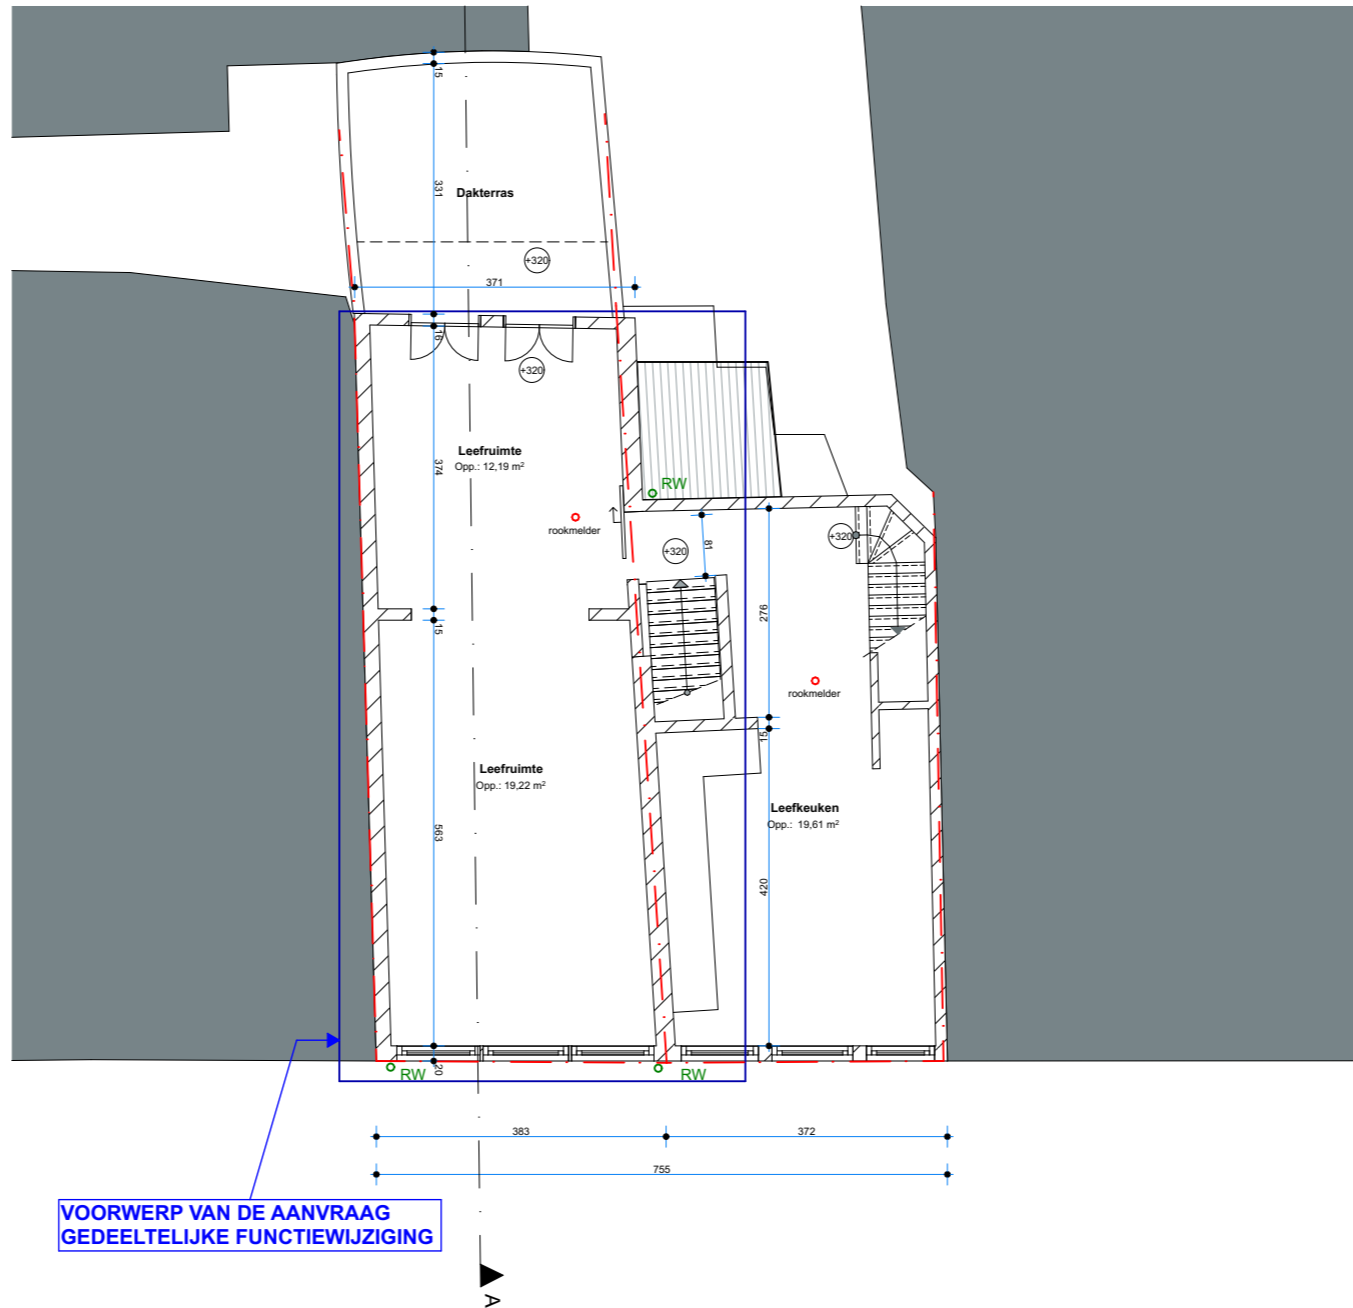 15
331
Dakterras
+320
371
16
+320
Leefruimte
Opp.: 12,19 m²
374
RW
rookmelder
+320
81
+320
276
15
rookmelder
15
Leefruimte
Opp.: 19,22 m²
Leefkeuken
Opp.: 19,61 m²
563
420
20
RW
RW
383
372
755
VOORWERP VAN DE AANVRAAG
GEDEELTELIJKE FUNCTIEWIJZIGING
A